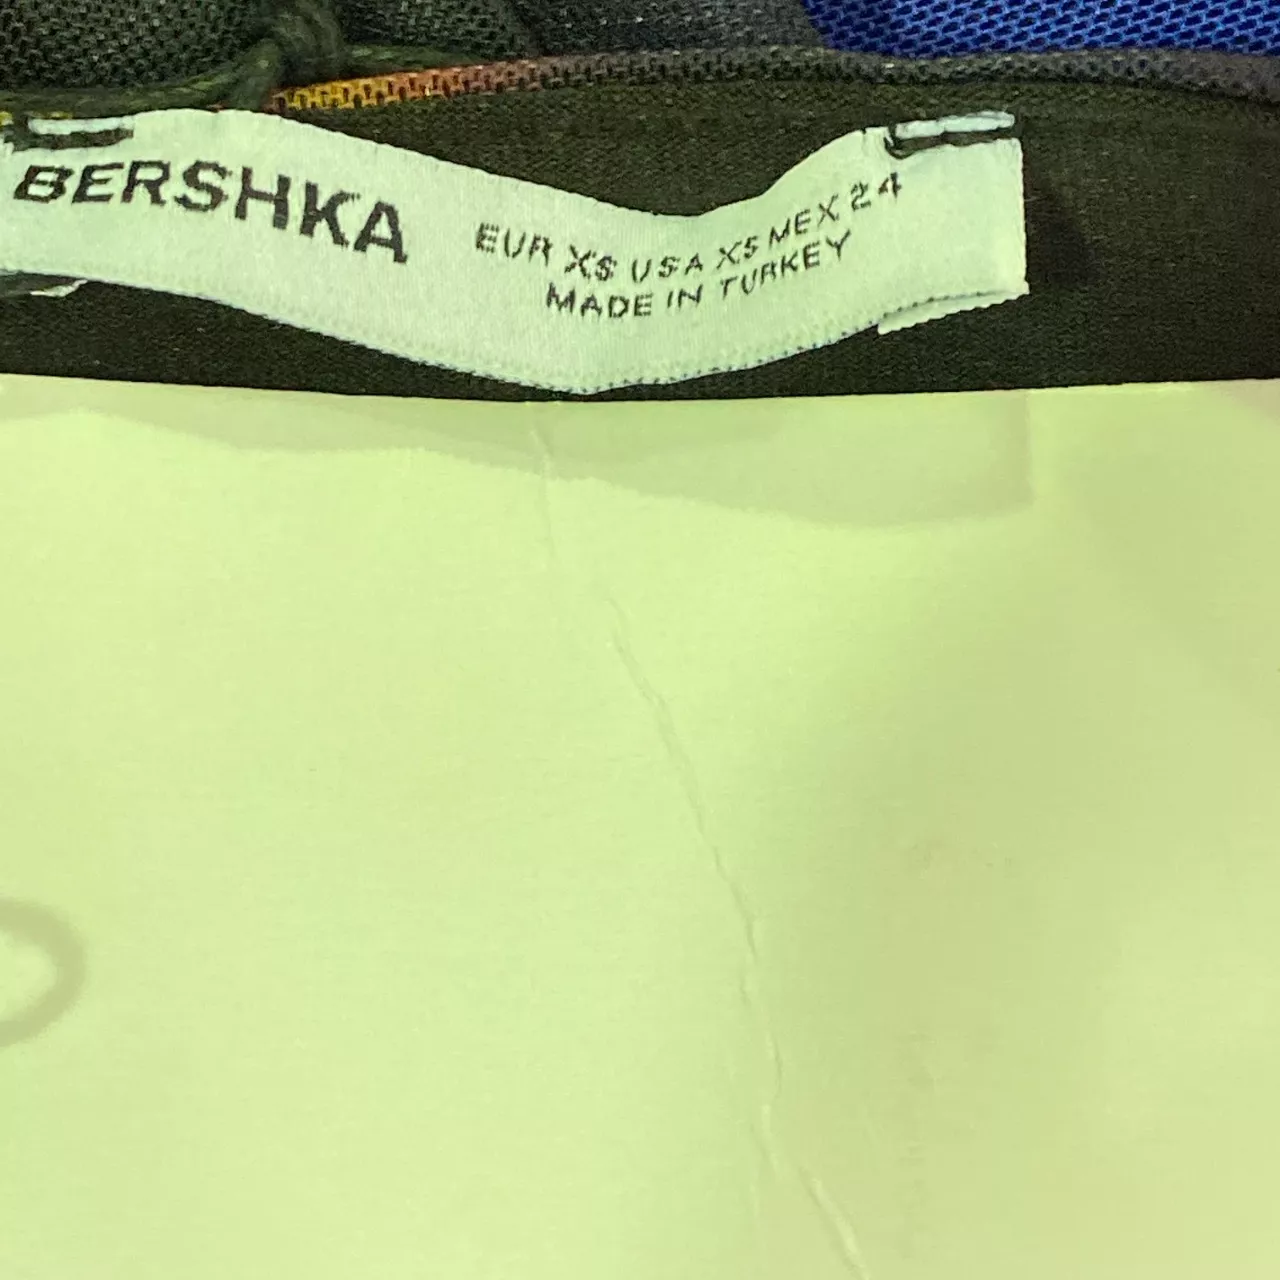 BERSHKA
EUR XS USA XS MEX 24
MADE IN TURKEY